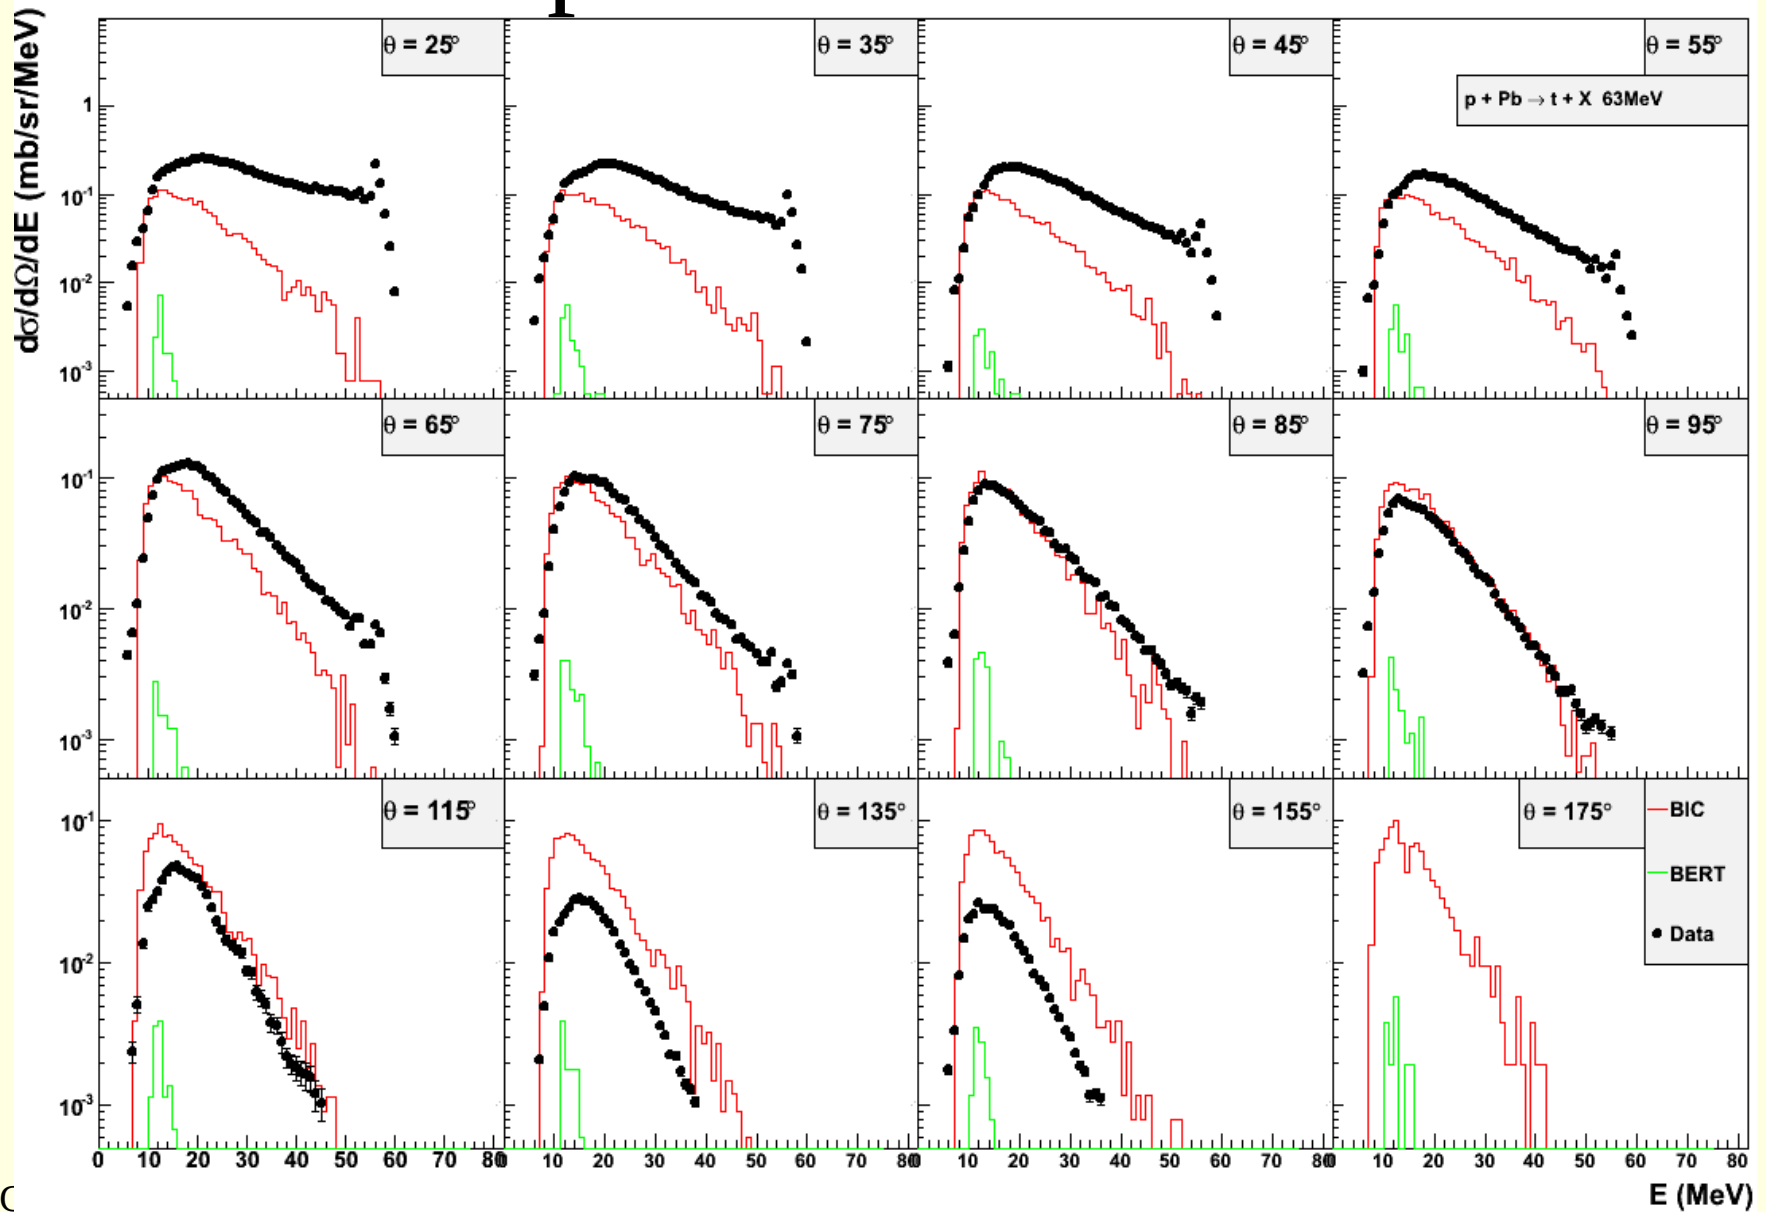 p
dσ/dΩ/dE (mb/sr/MeV)
θ = 25° θ = 35° θ = 45° θ = 55°
p + Pb → t + X 63MeV
1
10⁻¹
10⁻²
10⁻³
θ = 65° θ = 75° θ = 85° θ = 95°
10⁻¹
10⁻²
10⁻³
θ = 115° θ = 135° θ = 155° θ = 175°
BIC
BERT
Data
10⁻¹
10⁻²
10⁻³
0 10 20 30 40 50 60 70 80 10 20 30 40 50 60 70 80 10 20 30 40 50 60 70 80 10 20 30 40 50 60 70 80
E (MeV)